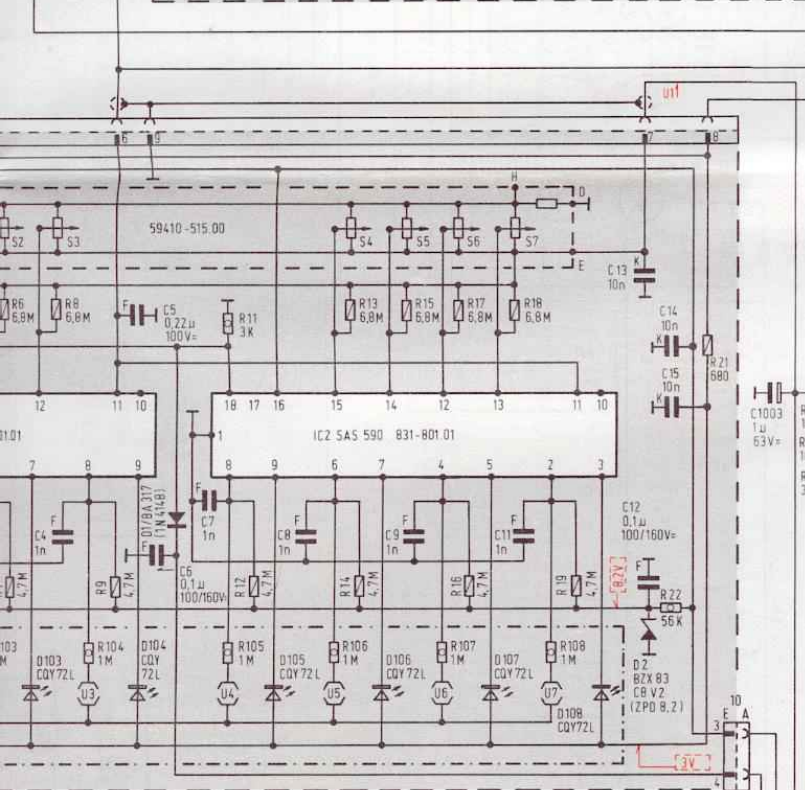 U1
6
9
7
8
H
D
S2
S3
59410-515.00
S4
S5
S6
S7
E
K
C13
10n
R6
6,8M
R8
6,8M
F
C5
0,22µ
100V=
R11
3K
R13
6,8M
R15
6,8M
R17
6,8M
R18
6,8M
C14
10n
K
R21
680
C15
10n
K
12
11
10
18
17
16
15
14
12
13
11
10
C1003
1µ
63V=
01.01
1
IC2 SAS 590 831-801.01
7
8
9
8
9
6
7
4
5
2
3
F
C4
1n
D1/BA 317
(1N4148)
F
C7
1n
F
C8
1n
F
C9
1n
F
C11
1n
C12
0,1µ
100/160V=
F
C6
0,1µ
100/160V=
4,7M
R9
4,7M
R12
4,7M
R14
4,7M
R16
4,7M
R19
4,7M
8,2V
F
R22
56K
103
M
R104
1M
D103
CQY72L
D104
CQY
72L
R105
1M
D105
CQY72L
R106
1M
D106
CQY72L
R107
1M
D107
CQY72L
R108
1M
D2
BZX 83
C8 V2
(ZPD 8,2)
U3
U4
U5
U6
U7
D108
CQY72L
10
E A
3
3V
4